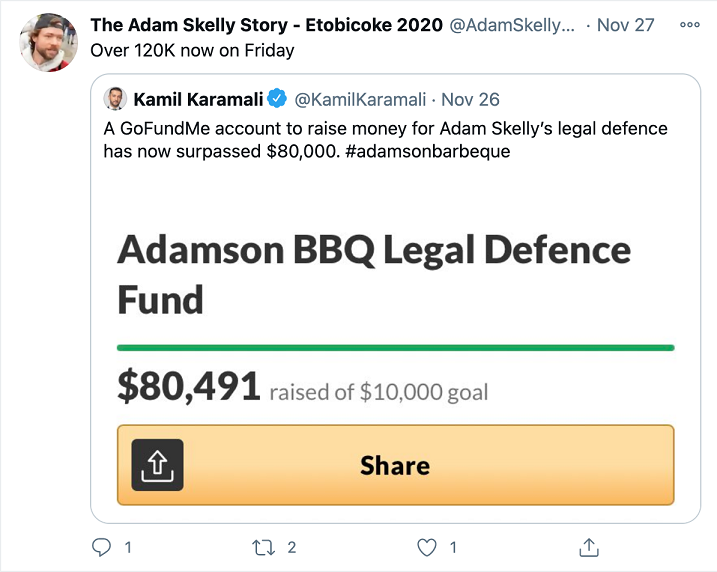 The Adam Skelly Story - Etobicoke 2020 @AdamSkelly... · Nov 27
Over 120K now on Friday
Kamil Karamali @KamilKaramali · Nov 26
A GoFundMe account to raise money for Adam Skelly's legal defence
has now surpassed $80,000. #adamsonbarbeque
Adamson BBQ Legal Defence
Fund
$80,491 raised of $10,000 goal
Share
1 2 1